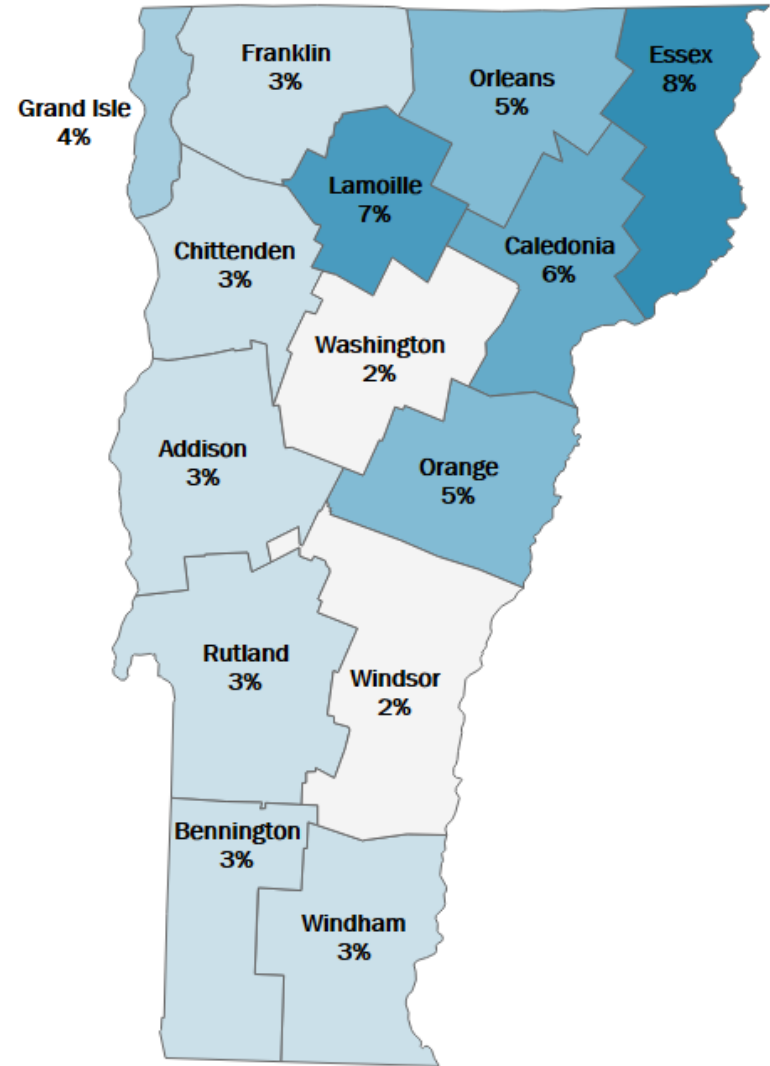 Franklin
3%
Orleans
5%
Essex
8%
Grand Isle
4%
Lamoille
7%
Chittenden
3%
Caledonia
6%
Washington
2%
Addison
3%
Orange
5%
Rutland
3%
Windsor
2%
Bennington
3%
Windham
3%